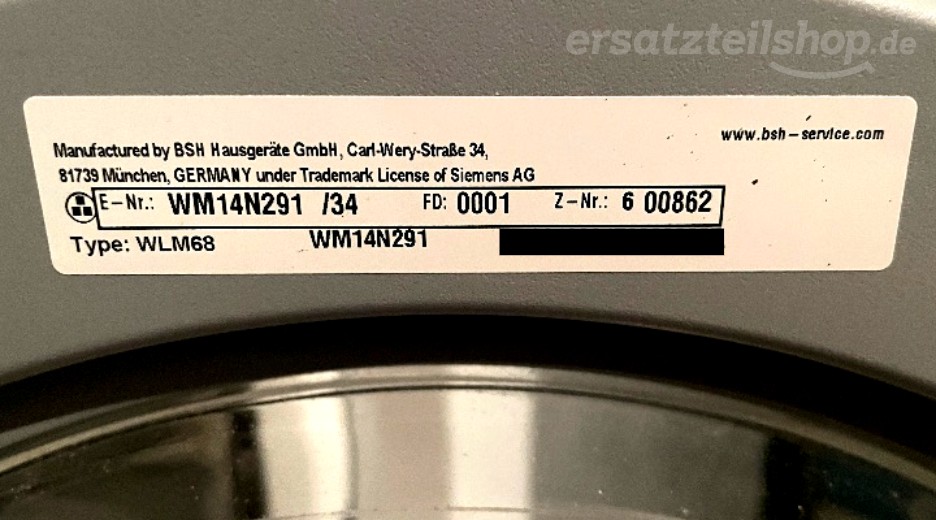 ersatzteilshop.de
www.bsh-service.com
Manufactured by BSH Hausgeräte GmbH, Carl-Wery-Straße 34,
81739 München, GERMANY under Trademark License of Siemens AG
E-Nr.: WM14N291 /34 FD: 0001 Z-Nr.: 6 00862
Type: WLM68 WM14N291